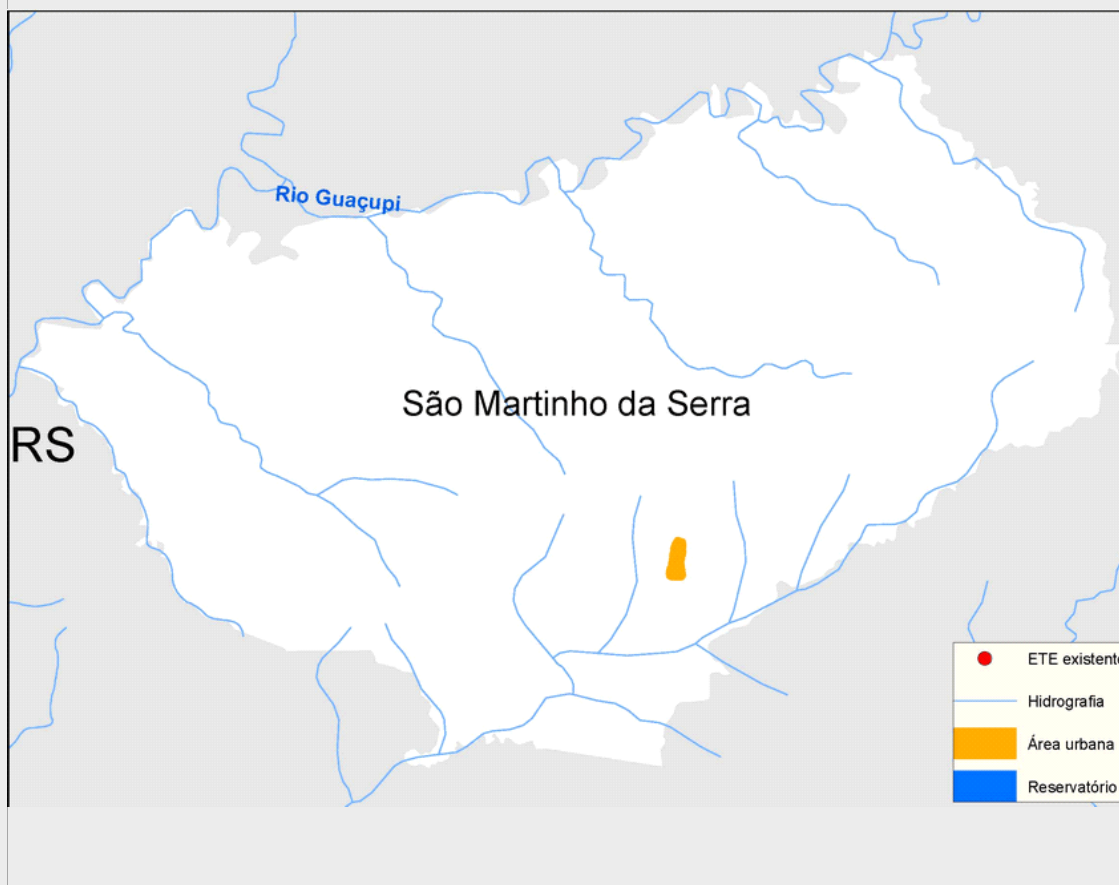 Rio Guaçupi
São Martinho da Serra
RS
ETE existente
Hidrografia
Área urbana
Reservatório